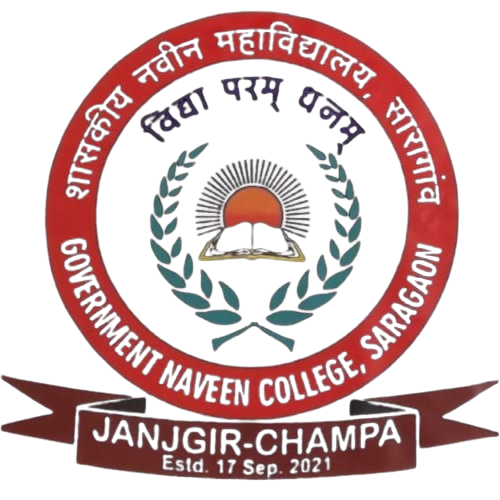 शासकीय नवीन महाविद्यालय, सारागांव
विद्या परम् धनम्
GOVERNMENT NAVEEN COLLEGE, SARAGAON
JANJGIR-CHAMPA
Estd. 17 Sep. 2021